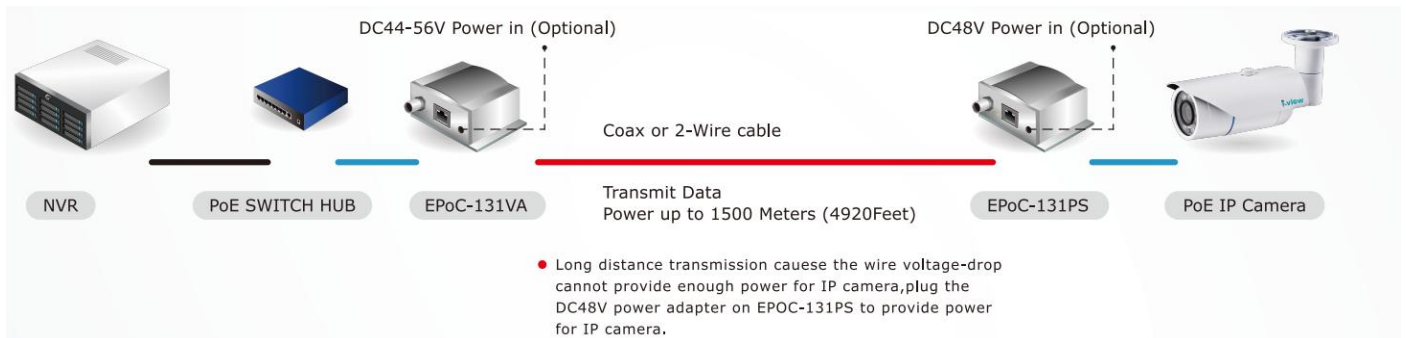 DC44-56V Power in (Optional)
DC48V Power in (Optional)
i-view
Coax or 2-Wire cable
NVR
PoE SWITCH HUB
EPoC-131VA
Transmit Data
Power up to 1500 Meters (4920Feet)
EPoC-131PS
PoE IP Camera
● Long distance transmission cauese the wire voltage-drop
cannot provide enough power for IP camera,plug the
DC48V power adapter on EPOC-131PS to provide power
for IP camera.